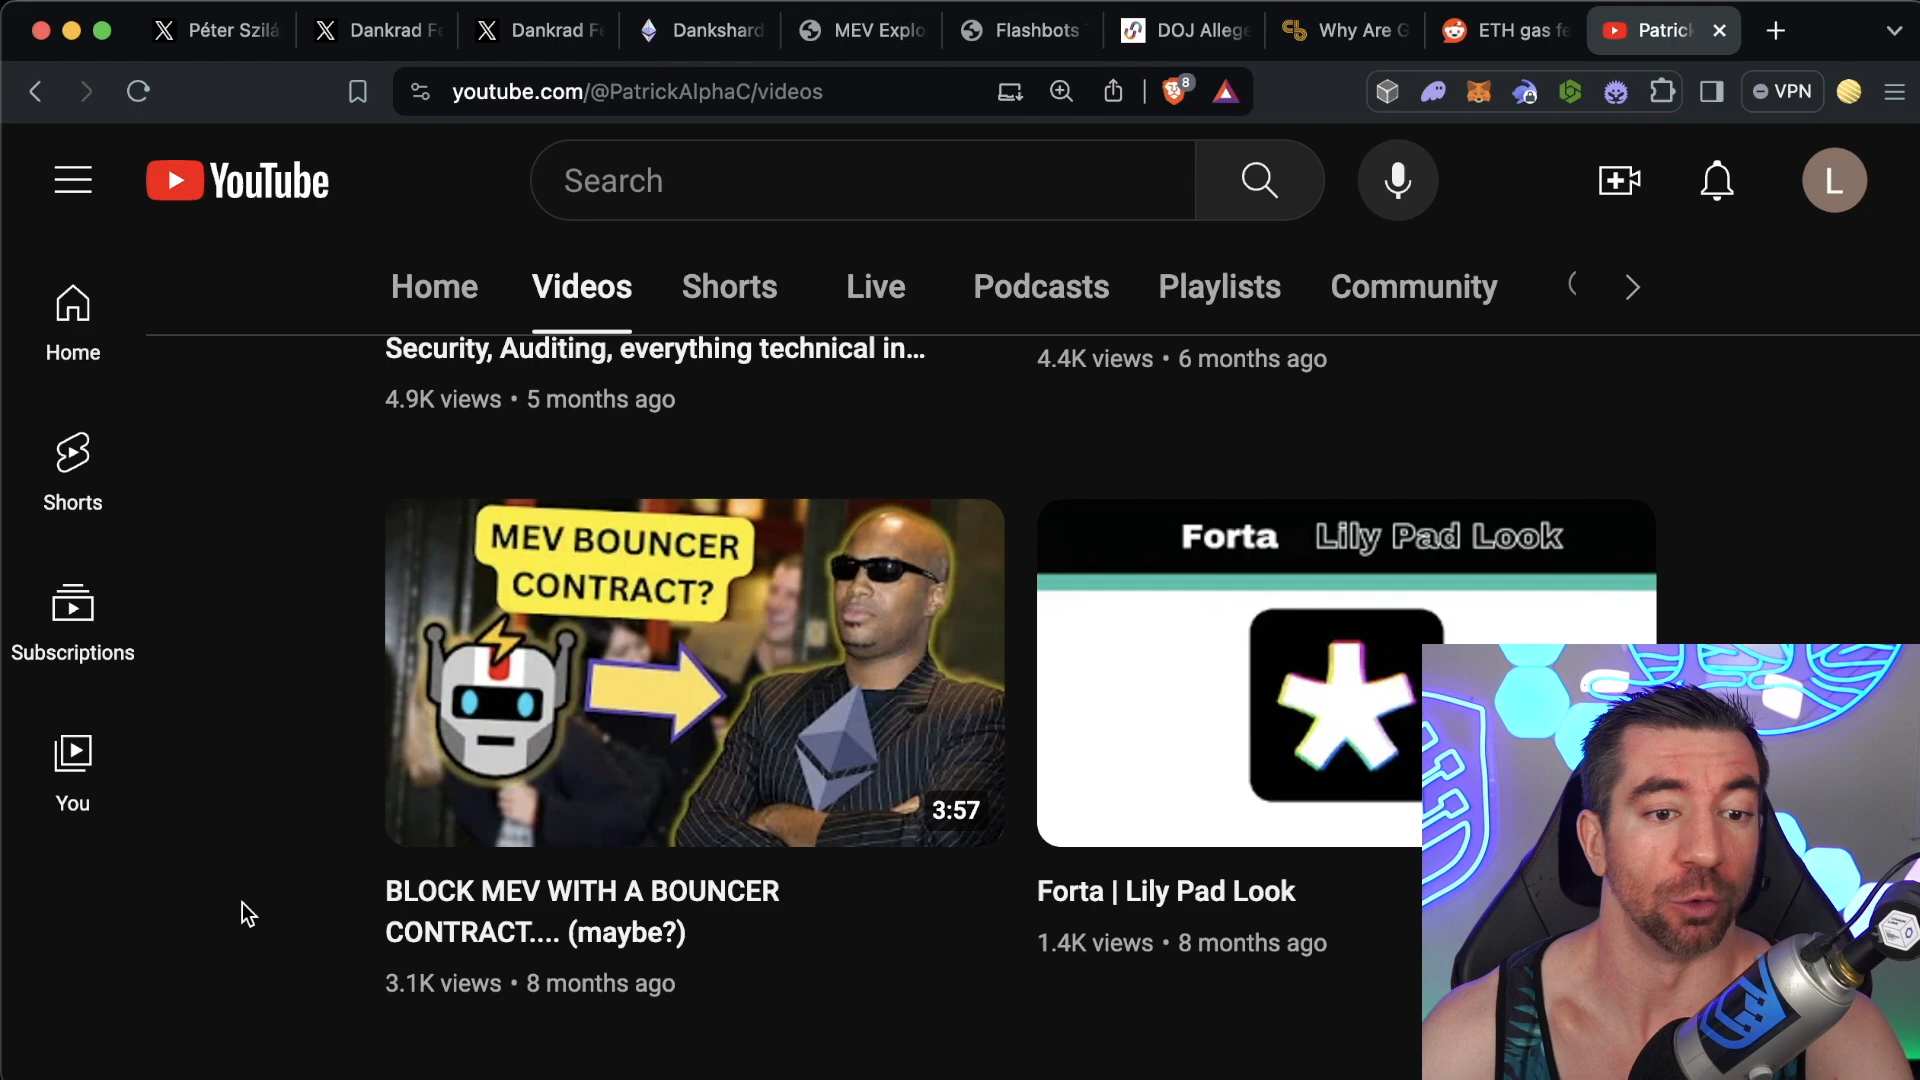 Péter Szilá
Dankrad Fe
Dankrad Fe
Dankshard
MEV Explo
Flashbots
DOJ Allege
Why Are G
ETH gas fe
Patric
youtube.com/@PatrickAlphaC/videos
8
VPN
YouTube
Search
L
Home
Videos
Shorts
Live
Podcasts
Playlists
Community
Home
Shorts
Subscriptions
You
Security, Auditing, everything technical in...
4.9K views • 5 months ago
4.4K views • 6 months ago
MEV BOUNCER
CONTRACT?
3:57
Forta Lily Pad Look
BLOCK MEV WITH A BOUNCER
CONTRACT.... (maybe?)
3.1K views • 8 months ago
Forta | Lily Pad Look
1.4K views • 8 months ago